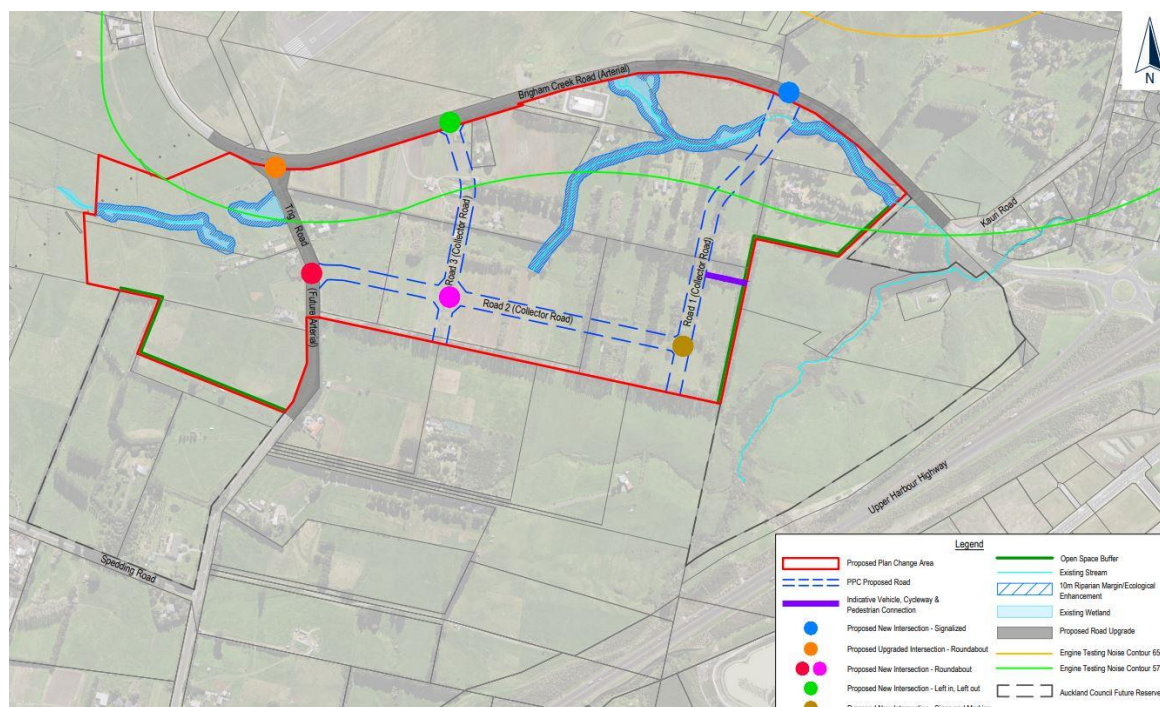 N
Brigham Creek Road (Arterial)
Kauri Road
Trig Road
(Future Arterial)
Road 3 (Collector Road)
Road 2 (Collector Road)
Road 1 (Collector Road)
Upper Harbour Highway
Spedding Road
Legend
Proposed Plan Change Area
PPC Proposed Road
Indicative Vehicle, Cycleway &
Pedestrian Connection
Proposed New Intersection - Signalized
Proposed Upgraded Intersection - Roundabout
Proposed New Intersection - Roundabout
Proposed New Intersection - Left in, Left out
Proposed New Intersection -
Open Space Buffer
Existing Stream
10m Riparian Margin/Ecological
Enhancement
Existing Wetland
Proposed Road Upgrade
Engine Testing Noise Contour 65
Engine Testing Noise Contour 57
Auckland Council Future Reserve